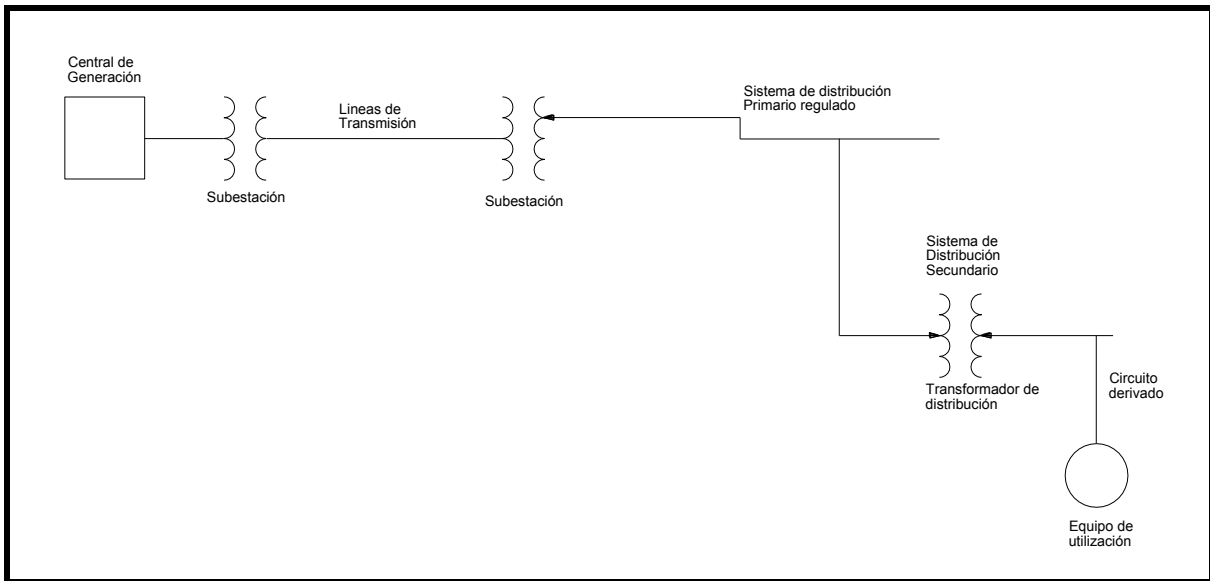 Central de
Generación
Lineas de
Transmisión
Sistema de distribución
Primario regulado
Subestación
Subestación
Sistema de
Distribución
Secundario
Transformador de
distribución
Circuito
derivado
Equipo de
utilización